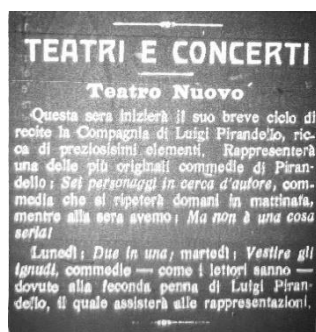 TEATRI E CONCERTI
Teatro Nuovo
Questa sera inizierà il suo breve ciclo di
recite la Compagnia di Luigi Pirandello, ric-
ca di preziosisimi elementi. Rappresenterà
una delle più originali commedie di Piran-
dello: Sei personaggi in cerca d'autore, com-
media che si ripeterà domani in mattinata,
mentre alla sera avemo: Ma non è una cosa
seria!
Lunedì: Due in una; martedì: Vestire gli
ignudi, commedie — come i lettori sanno —
dovute alla feconda penna di Luigi Piran-
dello, il quale assisterà alle rappresentazioni.